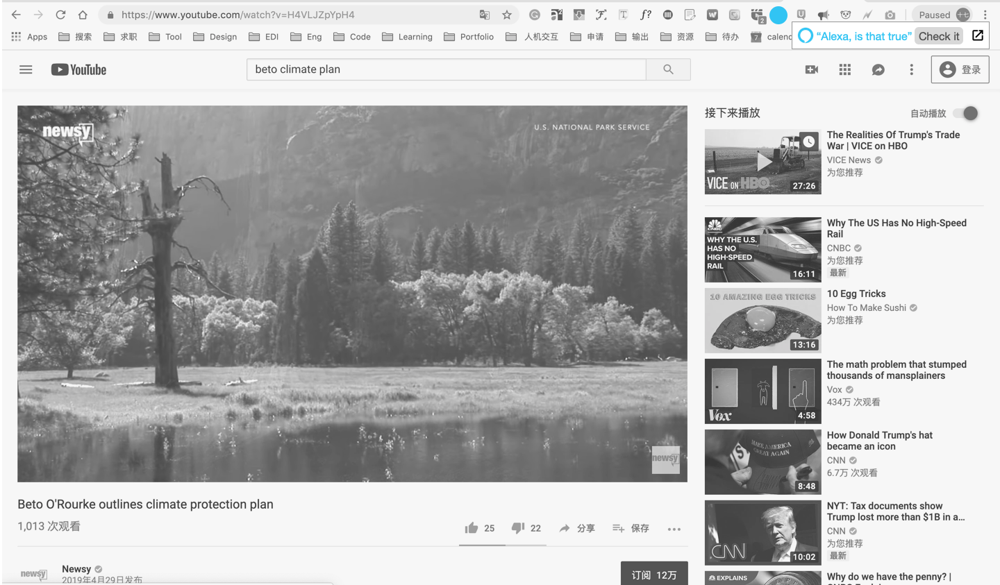 https://www.youtube.com/watch?v=H4VLJZpYpH4
f?
2
Paused
Apps
搜索
求职
Tool
Design
EDI
Eng
Code
Learning
Portfolio
人机交互
申请
输出
资源
待办
7
calend
“Alexa, is that true”
Check it
YouTube
beto climate plan
登录
newsy
U.S. NATIONAL PARK SERVICE
newsy
Beto O'Rourke outlines climate protection plan
1,013 次观看
25
22
分享
保存
newsy
Newsy
2019年4月29日发布
订阅 12万
接下来播放
自动播放
VICE ON HBO
27:26
The Realities Of Trump's Trade
War | VICE on HBO
VICE News
为您推荐
CNBC
WHY THE U.S.
HAS NO
HIGH-SPEED
RAIL
16:11
Why The US Has No High-Speed
Rail
CNBC
为您推荐
最新
10 AMAZING EGG TRICKS
13:16
10 Egg Tricks
How To Make Sushi
为您推荐
Vox
4:58
The math problem that stumped
thousands of mansplainers
Vox
434万 次观看
MAKE AMERICA
GREAT AGAIN
$
8:48
How Donald Trump's hat
became an icon
CNN
6.7万 次观看
CNN
10:02
NYT: Tax documents show
Trump lost more than $1B in a...
CNN
为您推荐
最新
EXPLAINS
Why do we have the penny? |